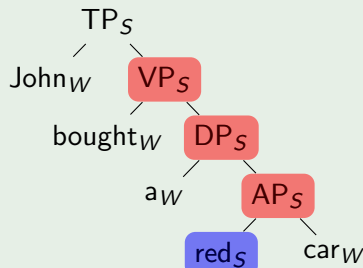 TP_S
John_W VP_S
bought_W DP_S
a_W AP_S
red_S car_W